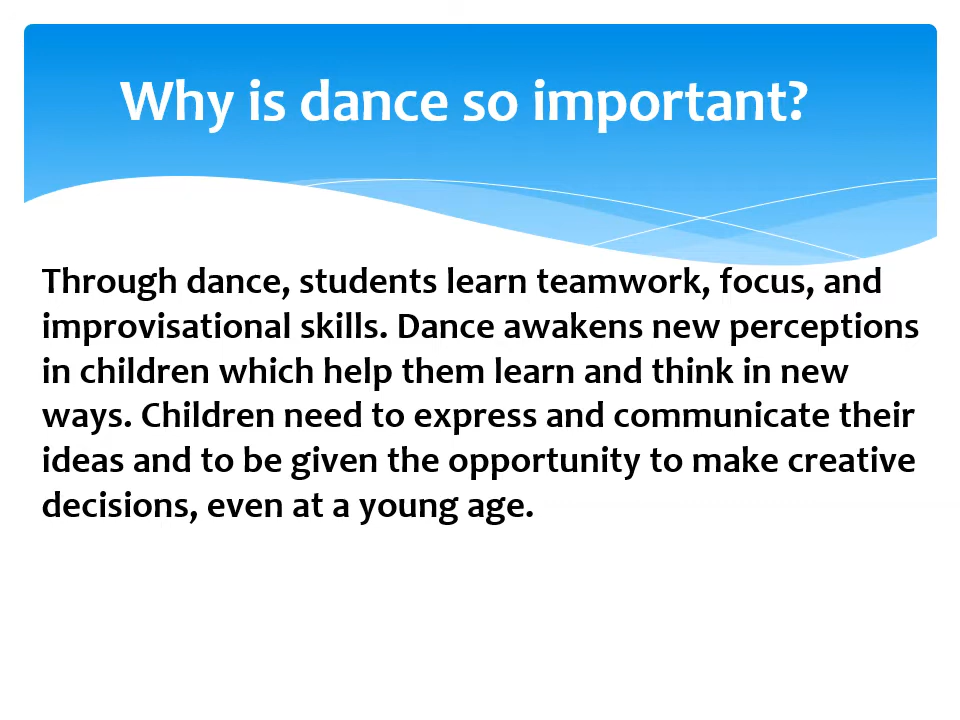 Why is dance so important?
Through dance, students learn teamwork, focus, and
improvisational skills. Dance awakens new perceptions
in children which help them learn and think in new
ways. Children need to express and communicate their
ideas and to be given the opportunity to make creative
decisions, even at a young age.